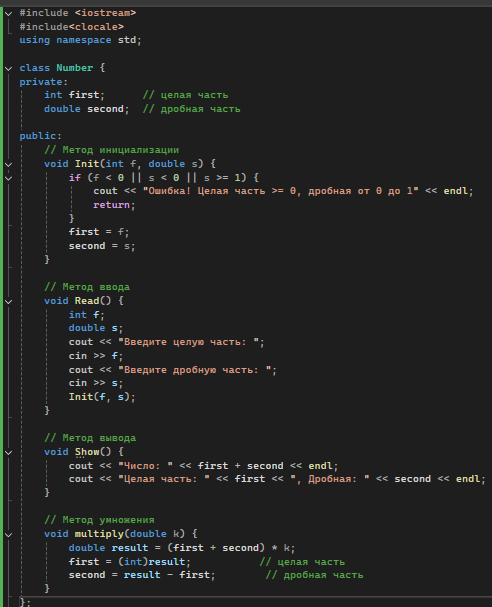 #include <iostream>
#include<clocale>
using namespace std;
class Number {
private:
int first;      // целая часть
double second;  // дробная часть
public:
// Метод инициализации
void Init(int f, double s) {
if (f < 0 || s < 0 || s >= 1) {
cout << "Ошибка! Целая часть >= 0, дробная от 0 до 1" << endl;
return;
}
first = f;
second = s;
}
// Метод ввода
void Read() {
int f;
double s;
cout << "Введите целую часть: ";
cin >> f;
cout << "Введите дробную часть: ";
cin >> s;
Init(f, s);
}
// Метод вывода
void Show() {
cout << "Число: " << first + second << endl;
cout << "Целая часть: " << first << ", Дробная: " << second << endl;
}
// Метод умножения
void multiply(double k) {
double result = (first + second) * k;
first = (int)result;           // целая часть
second = result - first;        // дробная часть
}
};